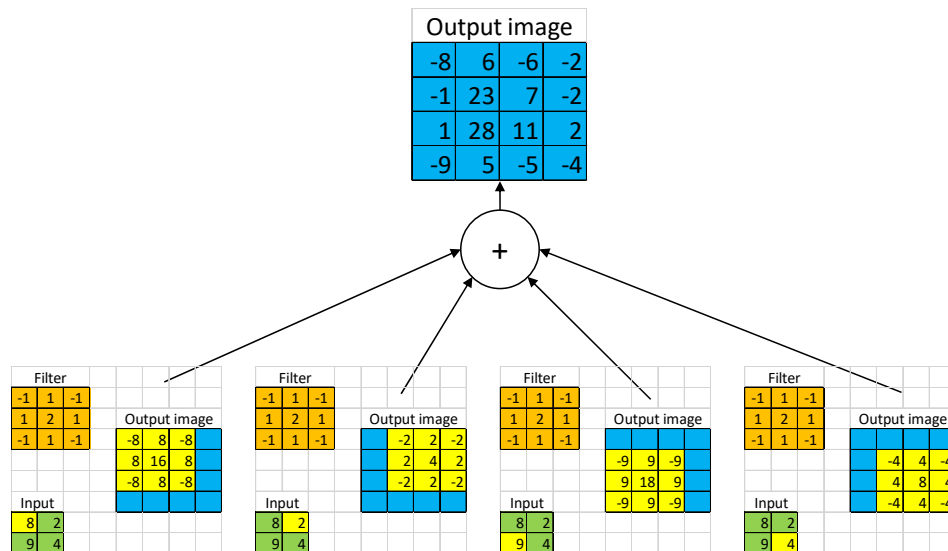 Output image
-8 6 -6 -2
-1 23 7 -2
1 28 11 2
-9 5 -5 -4
+
Filter
-1 1 -1
1 2 1
-1 1 -1
Output image
-8 8 -8
8 16 8
-8 8 -8
Input
8 2
9 4
Filter
-1 1 -1
1 2 1
-1 1 -1
Output image
-2 2 -2
2 4 2
-2 2 -2
Input
8 2
9 4
Filter
-1 1 -1
1 2 1
-1 1 -1
Output image
-9 9 -9
9 18 9
-9 9 -9
Input
8 2
9 4
Filter
-1 1 -1
1 2 1
-1 1 -1
Output image
-4 4 -4
4 8 4
-4 4 -4
Input
8 2
9 4